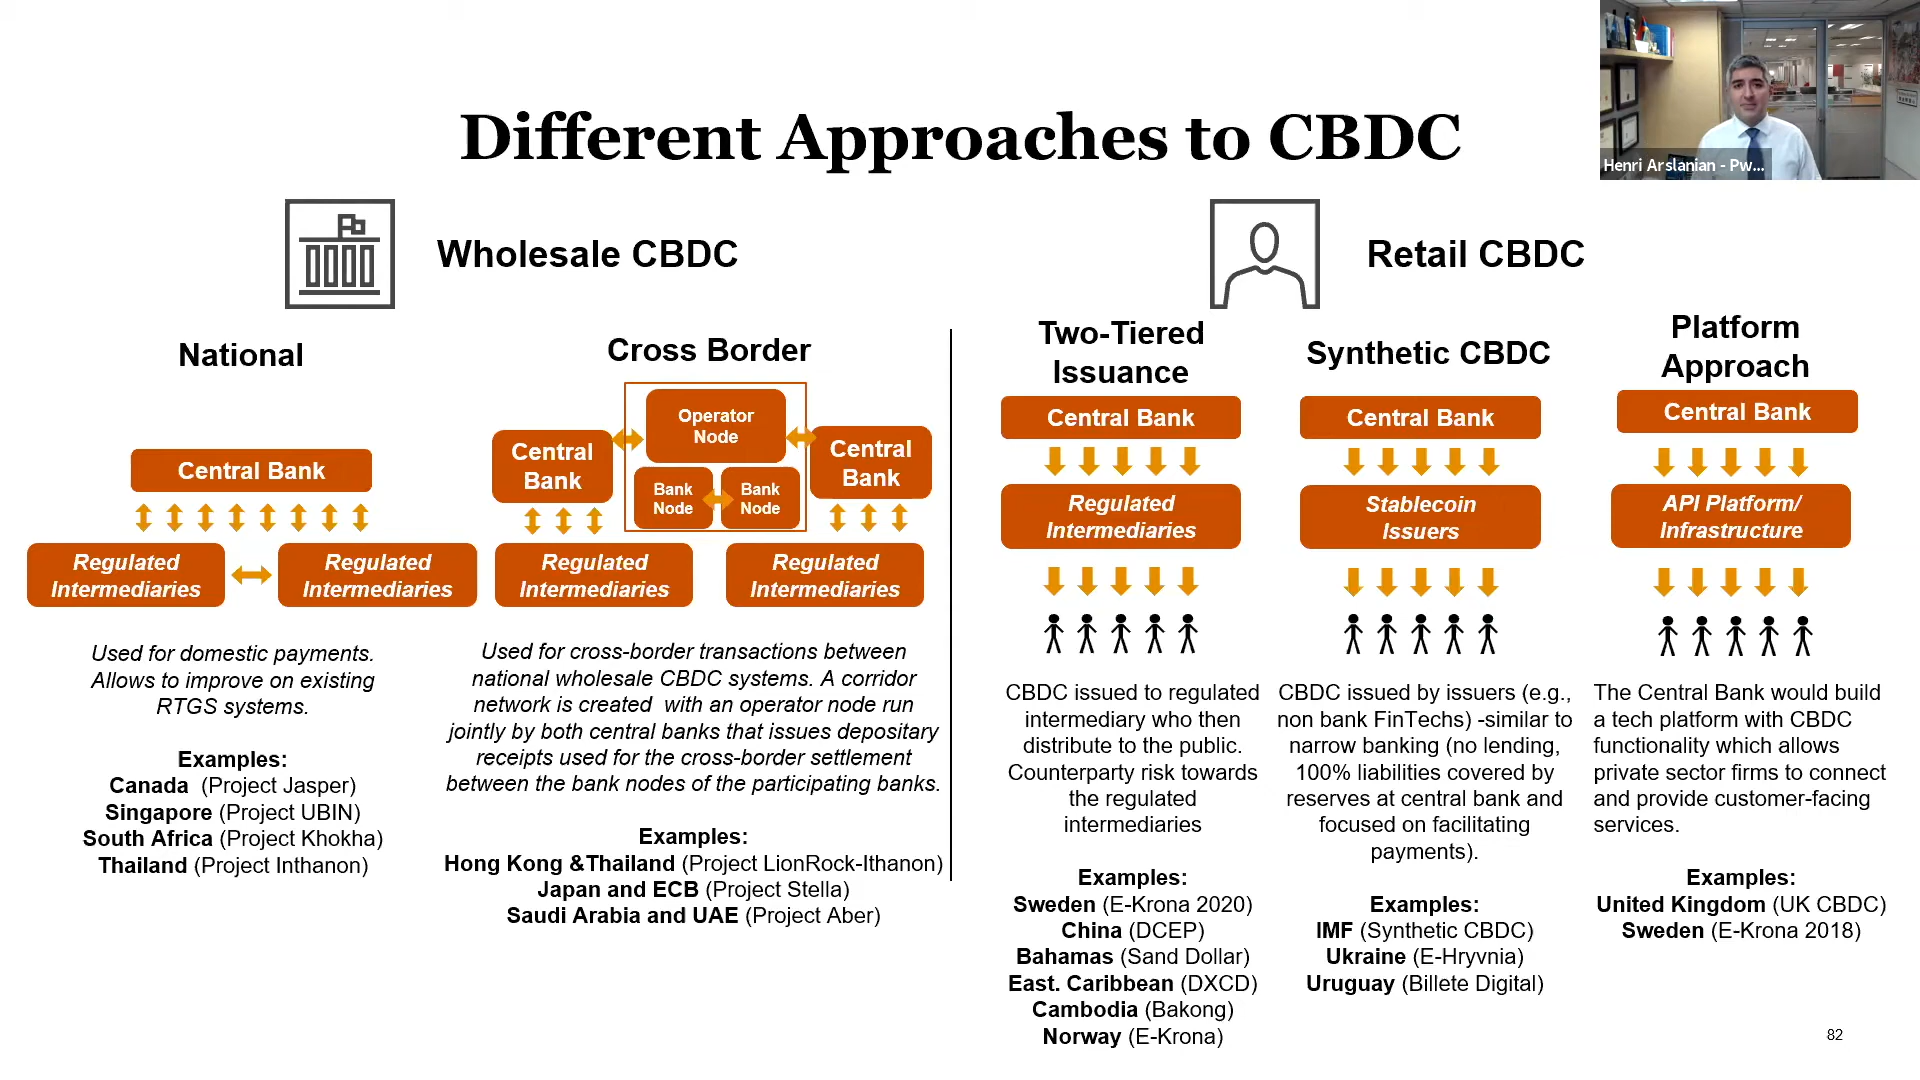 Different Approaches to CBDC
Henri Arslanian - Pw...
Wholesale CBDC
National
Central Bank
Regulated
Intermediaries
Regulated
Intermediaries
Used for domestic payments.
Allows to improve on existing
RTGS systems.
Examples:
Canada (Project Jasper)
Singapore (Project UBIN)
South Africa (Project Khokha)
Thailand (Project Inthanon)
Cross Border
Operator
Node
Central
Bank
Central
Bank
Bank
Node
Bank
Node
Regulated
Intermediaries
Regulated
Intermediaries
Used for cross-border transactions between
national wholesale CBDC systems. A corridor
network is created with an operator node run
jointly by both central banks that issues depositary
receipts used for the cross-border settlement
between the bank nodes of the participating banks.
Examples:
Hong Kong &Thailand (Project LionRock-Ithanon)
Japan and ECB (Project Stella)
Saudi Arabia and UAE (Project Aber)
Retail CBDC
Two-Tiered
Issuance
Central Bank
Regulated
Intermediaries
CBDC issued to regulated
intermediary who then
distribute to the public.
Counterparty risk towards
the regulated
intermediaries
Examples:
Sweden (E-Krona 2020)
China (DCEP)
Bahamas (Sand Dollar)
East. Caribbean (DXCD)
Cambodia (Bakong)
Norway (E-Krona)
Synthetic CBDC
Central Bank
Stablecoin
Issuers
CBDC issued by issuers (e.g.,
non bank FinTechs) -similar to
narrow banking (no lending,
100% liabilities covered by
reserves at central bank and
focused on facilitating
payments).
Examples:
IMF (Synthetic CBDC)
Ukraine (E-Hryvnia)
Uruguay (Billete Digital)
Platform
Approach
Central Bank
API Platform/
Infrastructure
The Central Bank would build
a tech platform with CBDC
functionality which allows
private sector firms to connect
and provide customer-facing
services.
Examples:
United Kingdom (UK CBDC)
Sweden (E-Krona 2018)
82